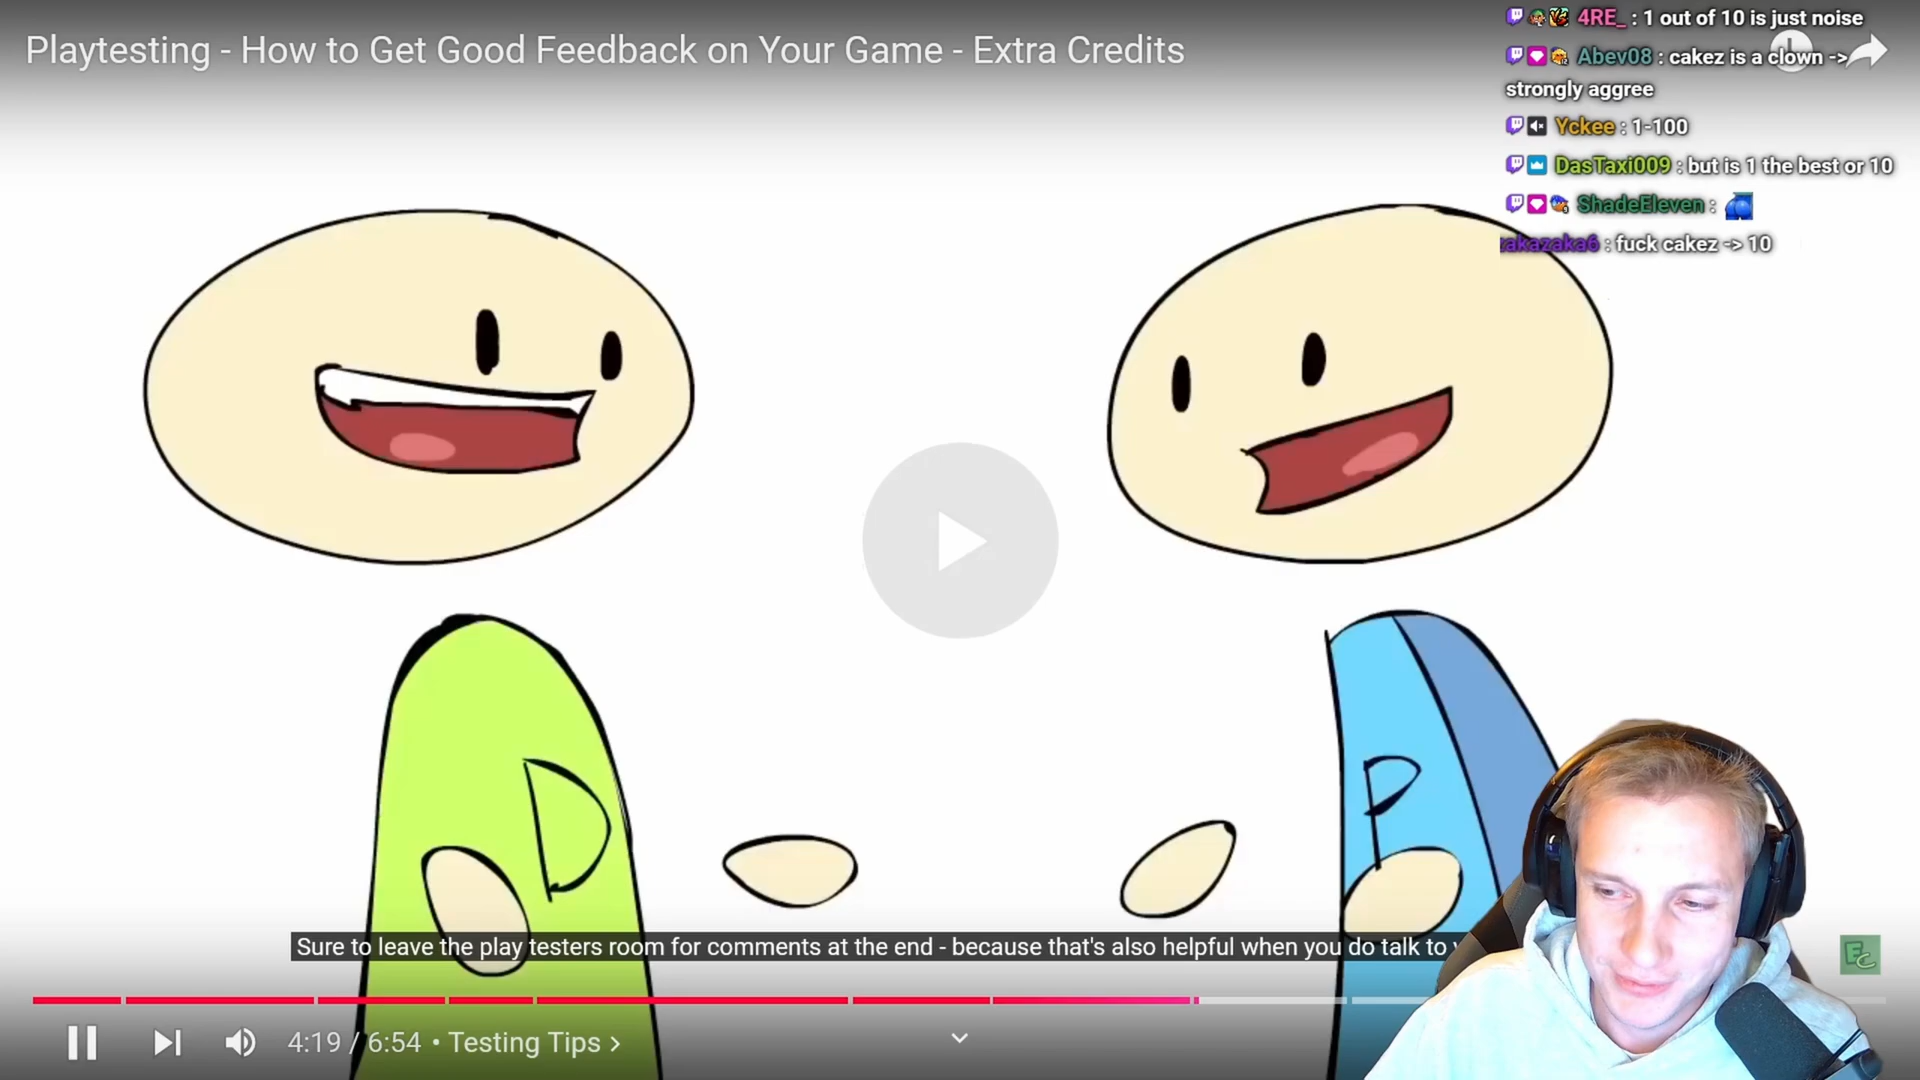 Playtesting - How to Get Good Feedback on Your Game - Extra Credits
4RE_ : 1 out of 10 is just noise
Abev08 : cakez is a clown ->
strongly aggree
Yckee : 1-100
DasTaxi009 : but is 1 the best or 10
ShadeEleven :
zakazaka6 : fuck cakez -> 10
D
P
Sure to leave the play testers room for comments at the end - because that's also helpful when you do talk to
EC
4:19 / 6:54 • Testing Tips >